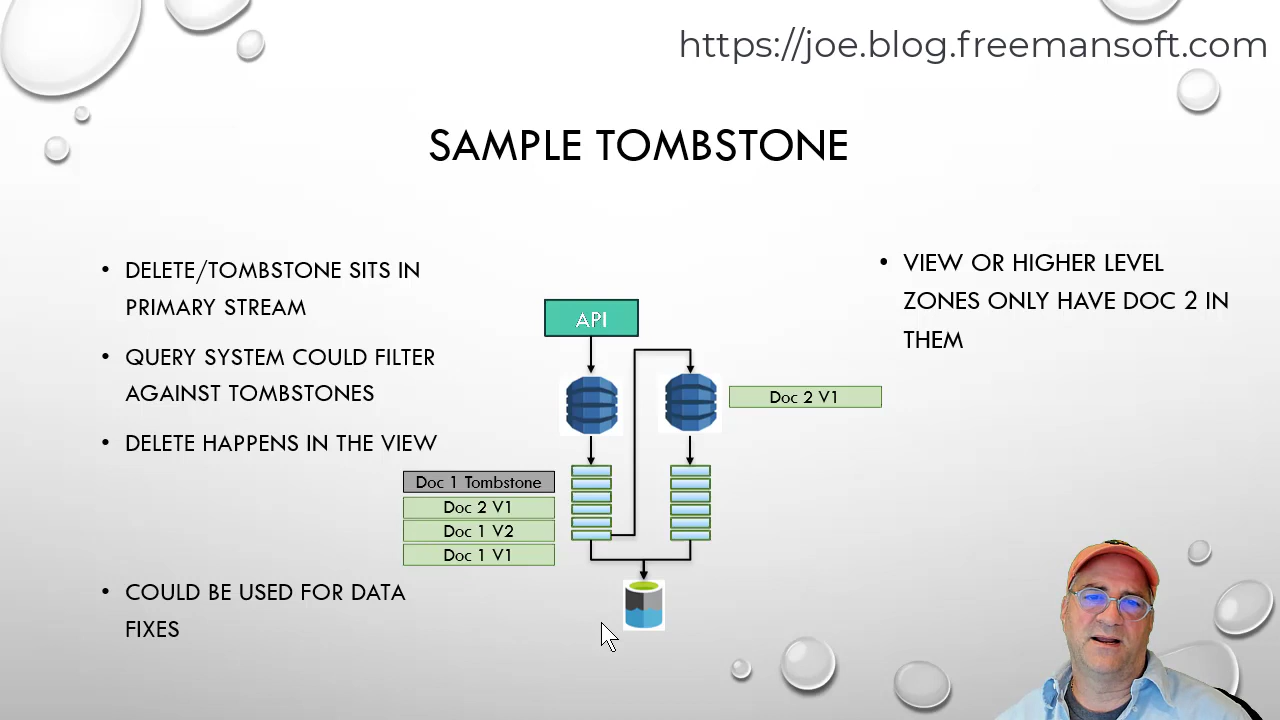 https://joe.blog.freemansoft.com
SAMPLE TOMBSTONE
• DELETE/TOMBSTONE SITS IN
PRIMARY STREAM
• QUERY SYSTEM COULD FILTER
AGAINST TOMBSTONES
• DELETE HAPPENS IN THE VIEW
• COULD BE USED FOR DATA
FIXES
API
Doc 1 Tombstone
Doc 2 V1
Doc 1 V2
Doc 1 V1
Doc 2 V1
• VIEW OR HIGHER LEVEL
ZONES ONLY HAVE DOC 2 IN
THEM